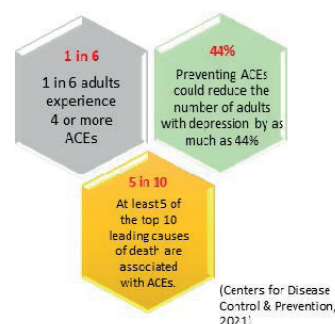 1 in 6
1 in 6 adults
experience
4 or more
ACEs
44%
Preventing ACEs
could reduce the
number of adults
with depression by as
much as 44%
5 in 10
At least 5 of
the top 10
leading causes
of death are
associated
with ACEs.
(Centers for Disease
Control & Prevention,
2021)